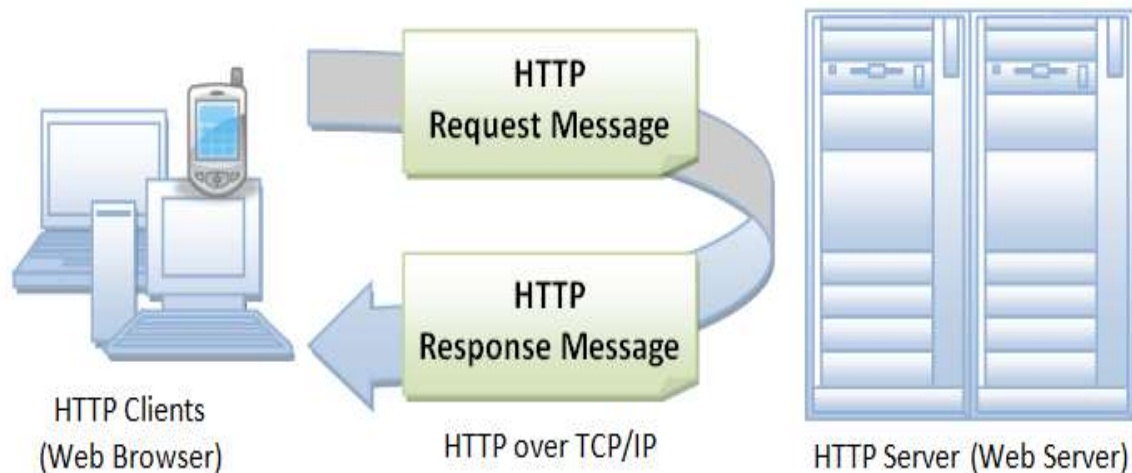 HTTP
Request Message
HTTP
Response Message
HTTP Clients
(Web Browser)
HTTP over TCP/IP
HTTP Server (Web Server)